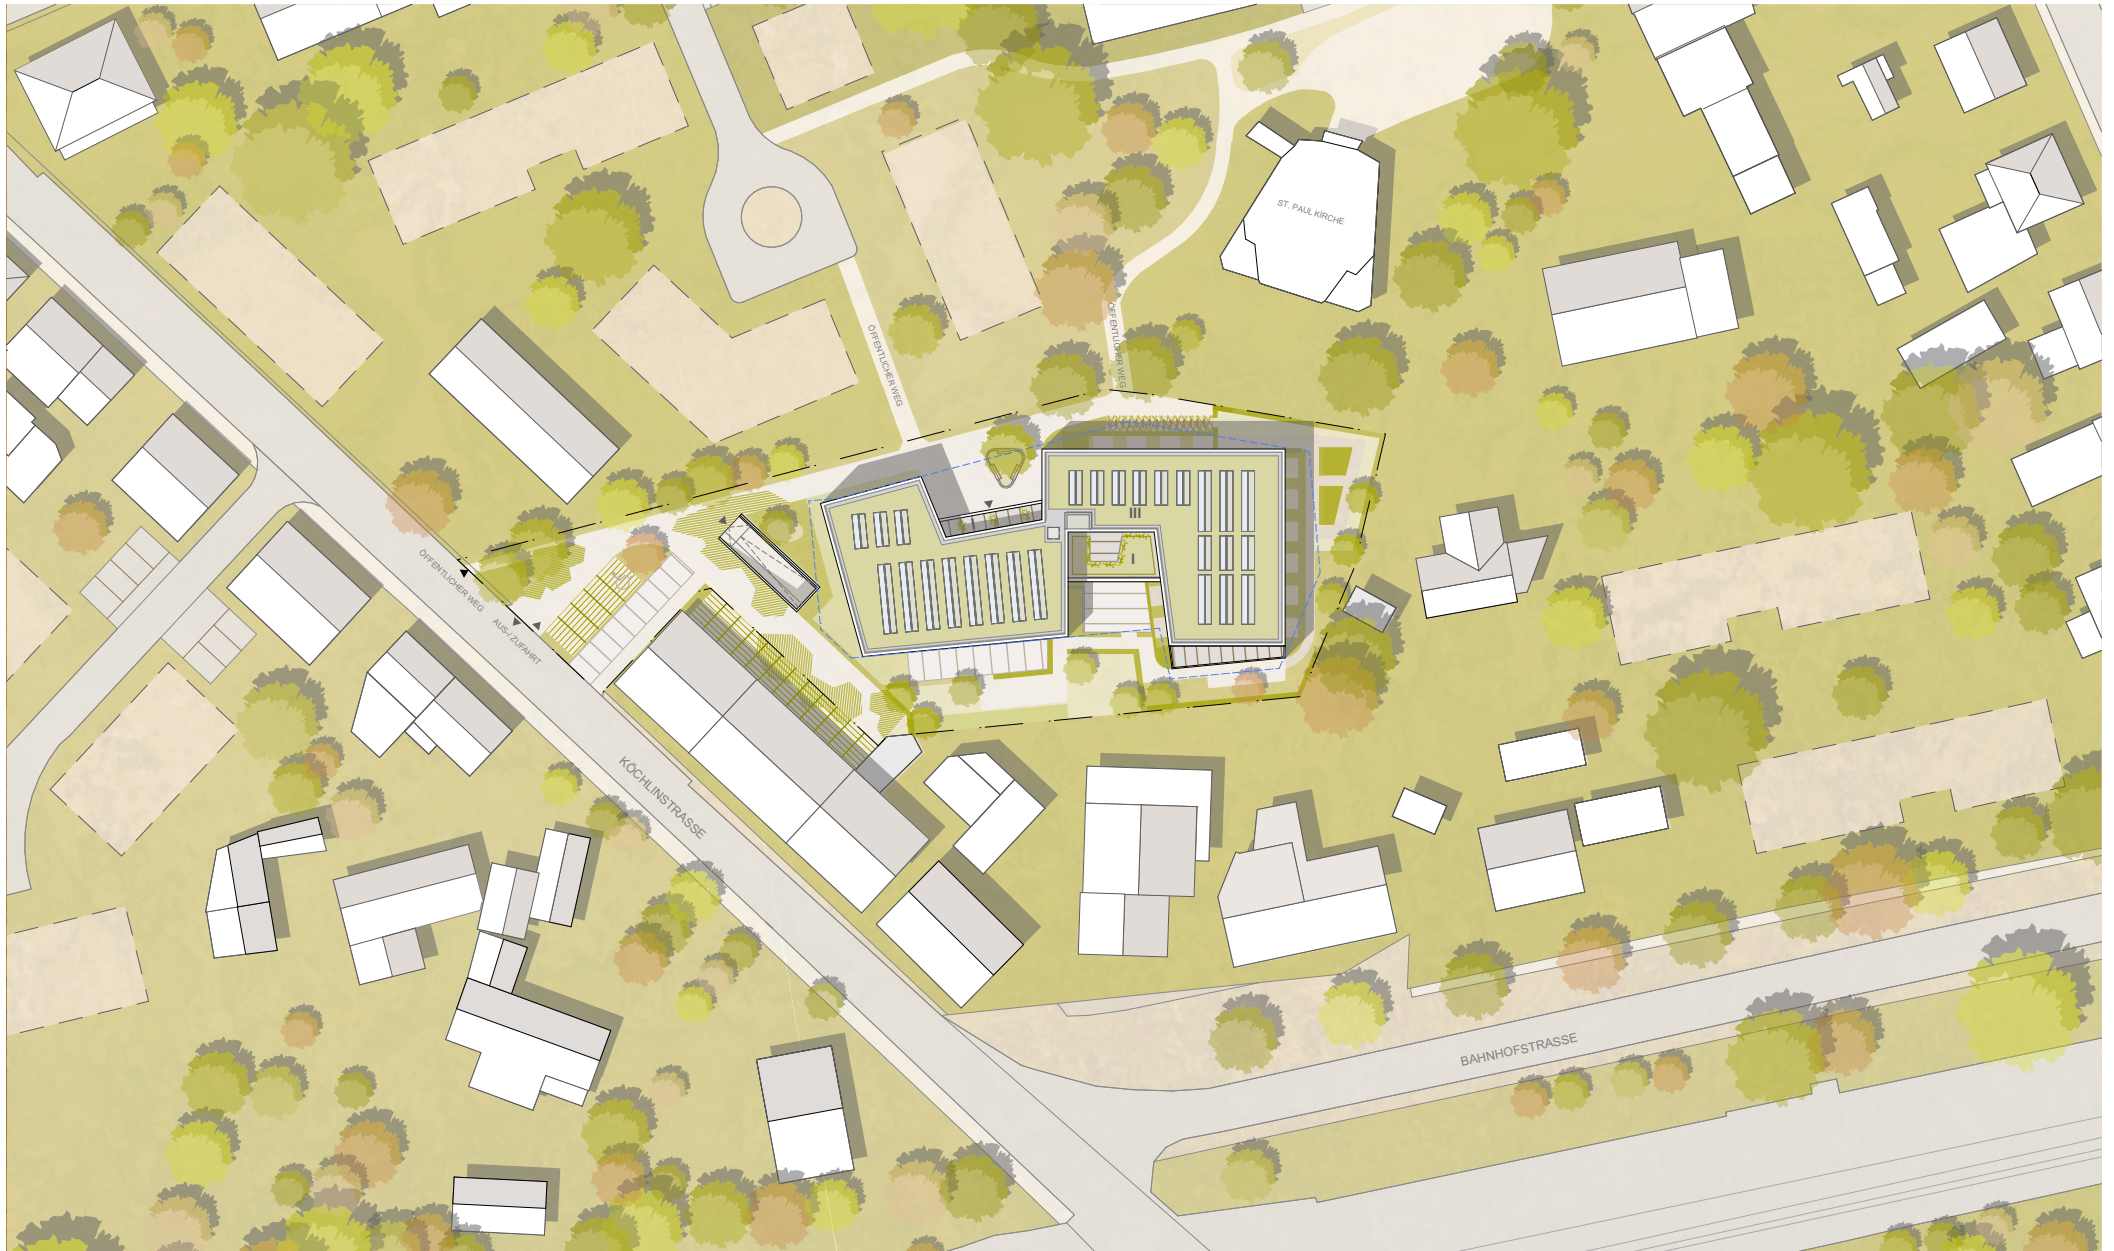 ST. PAUL KIRCHE
ÖFFENTLICHER WEG
ÖFFENTLICHER WEG
ÖFFENTLICHER WEG
AUS-/ ZUFAHRT
KÖCHLINSTRASSE
BAHNHOFSTRASSE